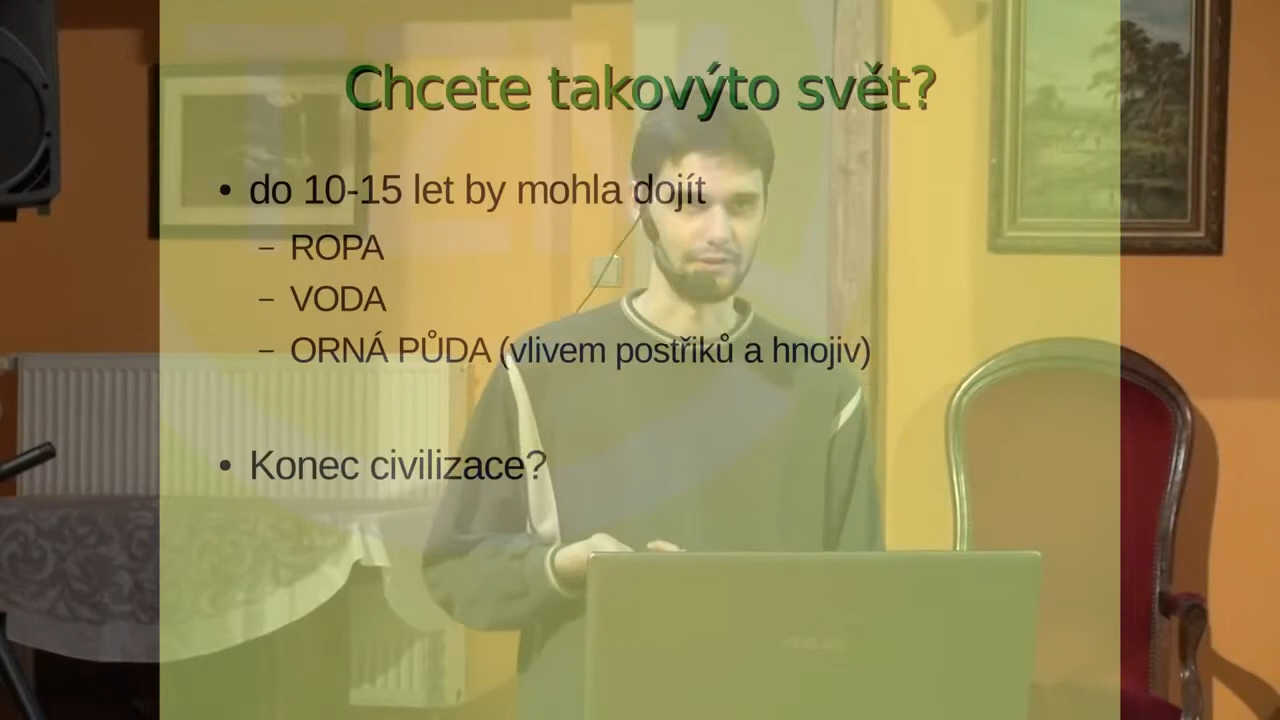 Chcete takovýto svět?
• do 10-15 let by mohla dojít
– ROPA
– VODA
– ORNÁ PŮDA (vlivem postřiků a hnojiv)
• Konec civilizace?